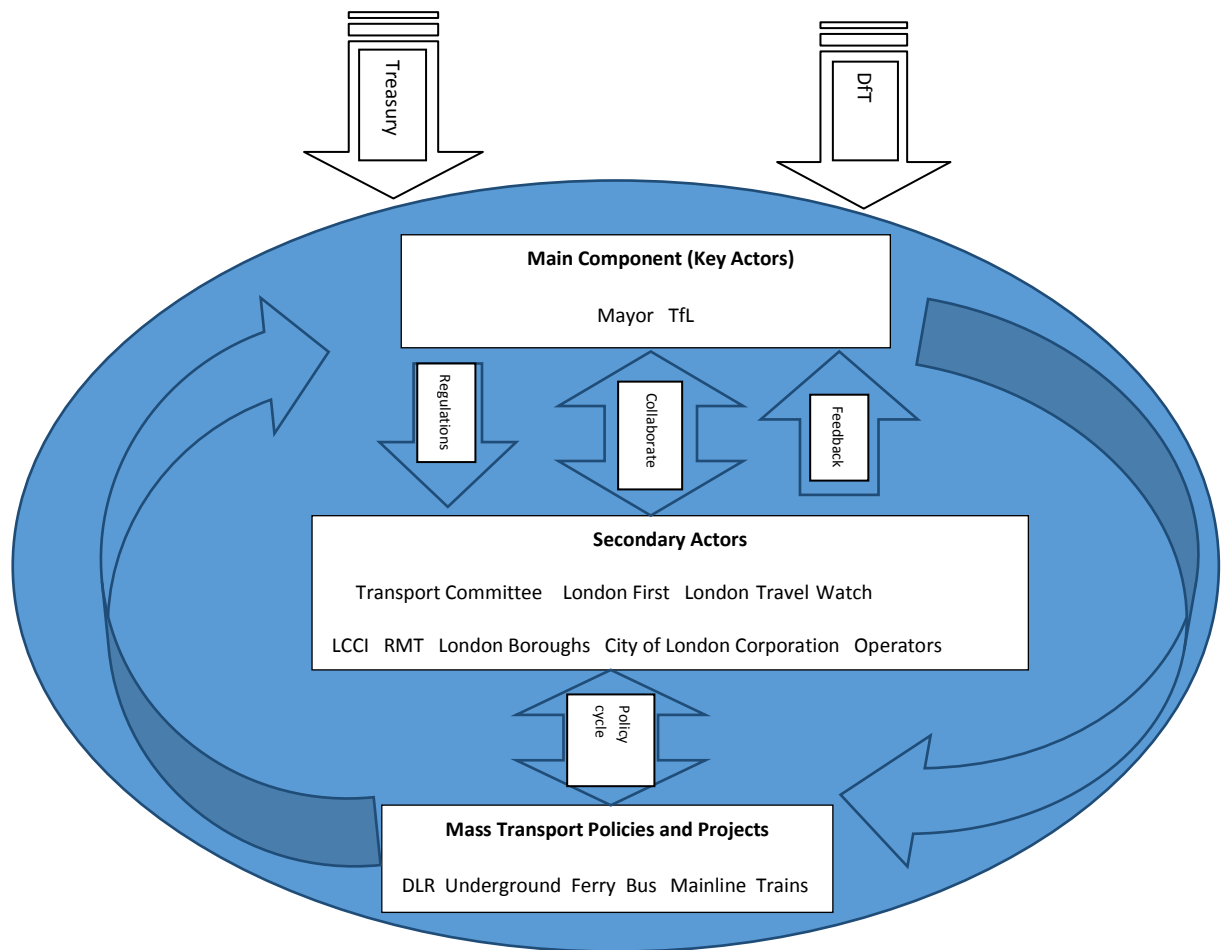 Treasury
DfT
Main Component (Key Actors)
Mayor TfL
Regulations
Collaborate
Feedback
Secondary Actors
Transport Committee London First London Travel Watch
LCCI RMT London Boroughs City of London Corporation Operators
Policy
cycle
Mass Transport Policies and Projects
DLR Underground Ferry Bus Mainline Trains